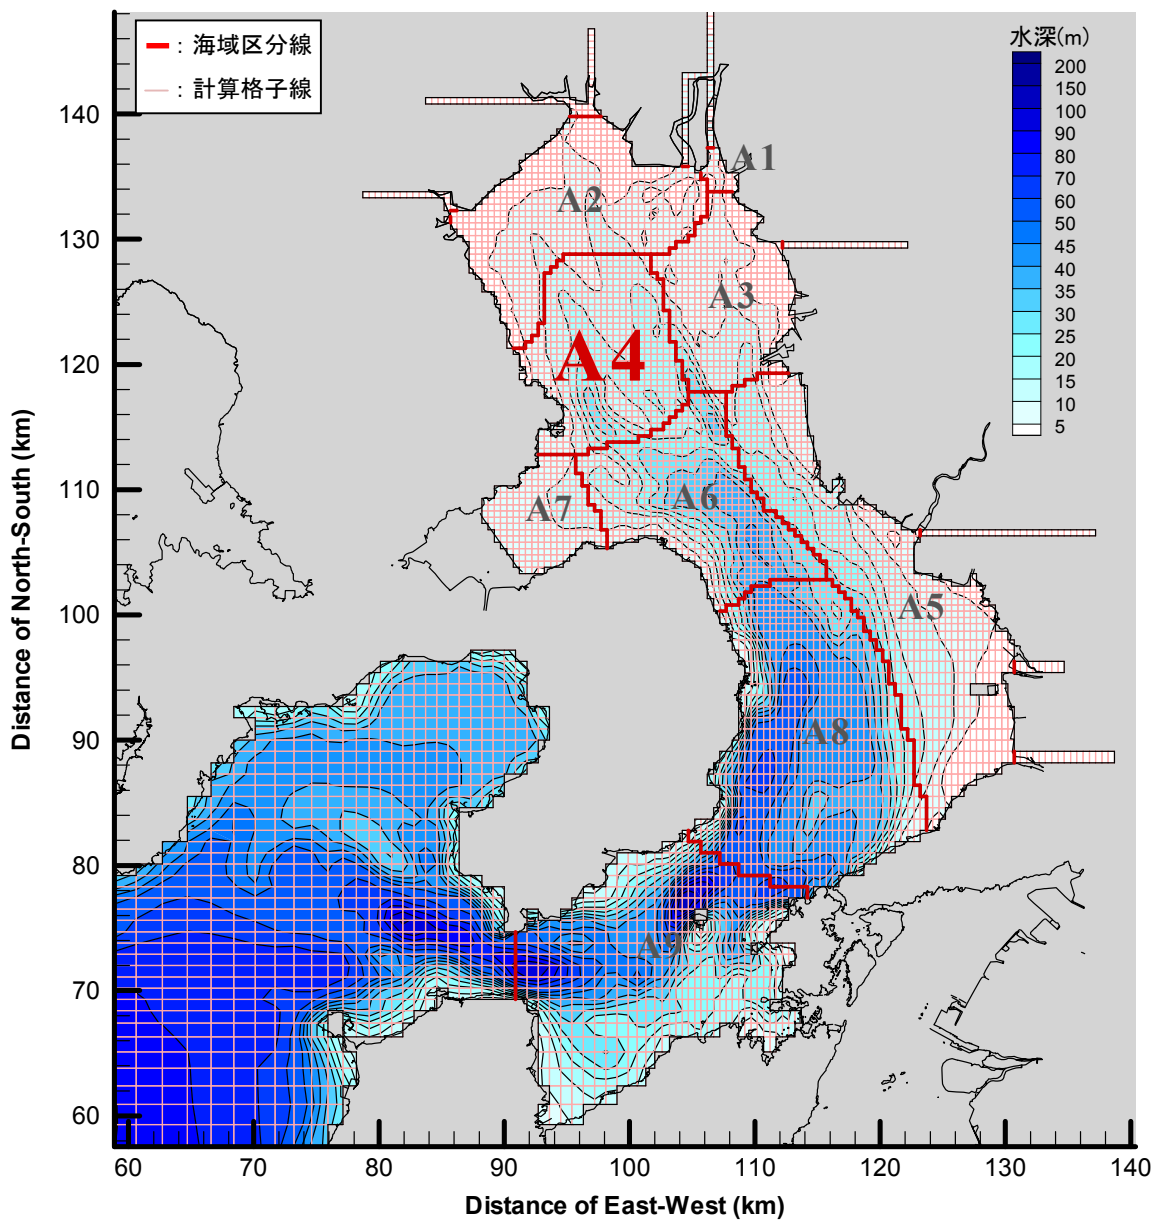 : 海域区分線
: 計算格子線
水深(m)
200
150
100
90
80
70
60
50
45
40
35
30
25
20
15
10
5
A1
A2
A3
A4
A5
A6
A7
A8
A9
140
130
120
110
100
90
80
70
60
Distance of North-South (km)
60 70 80 90 100 110 120 130 140
Distance of East-West (km)